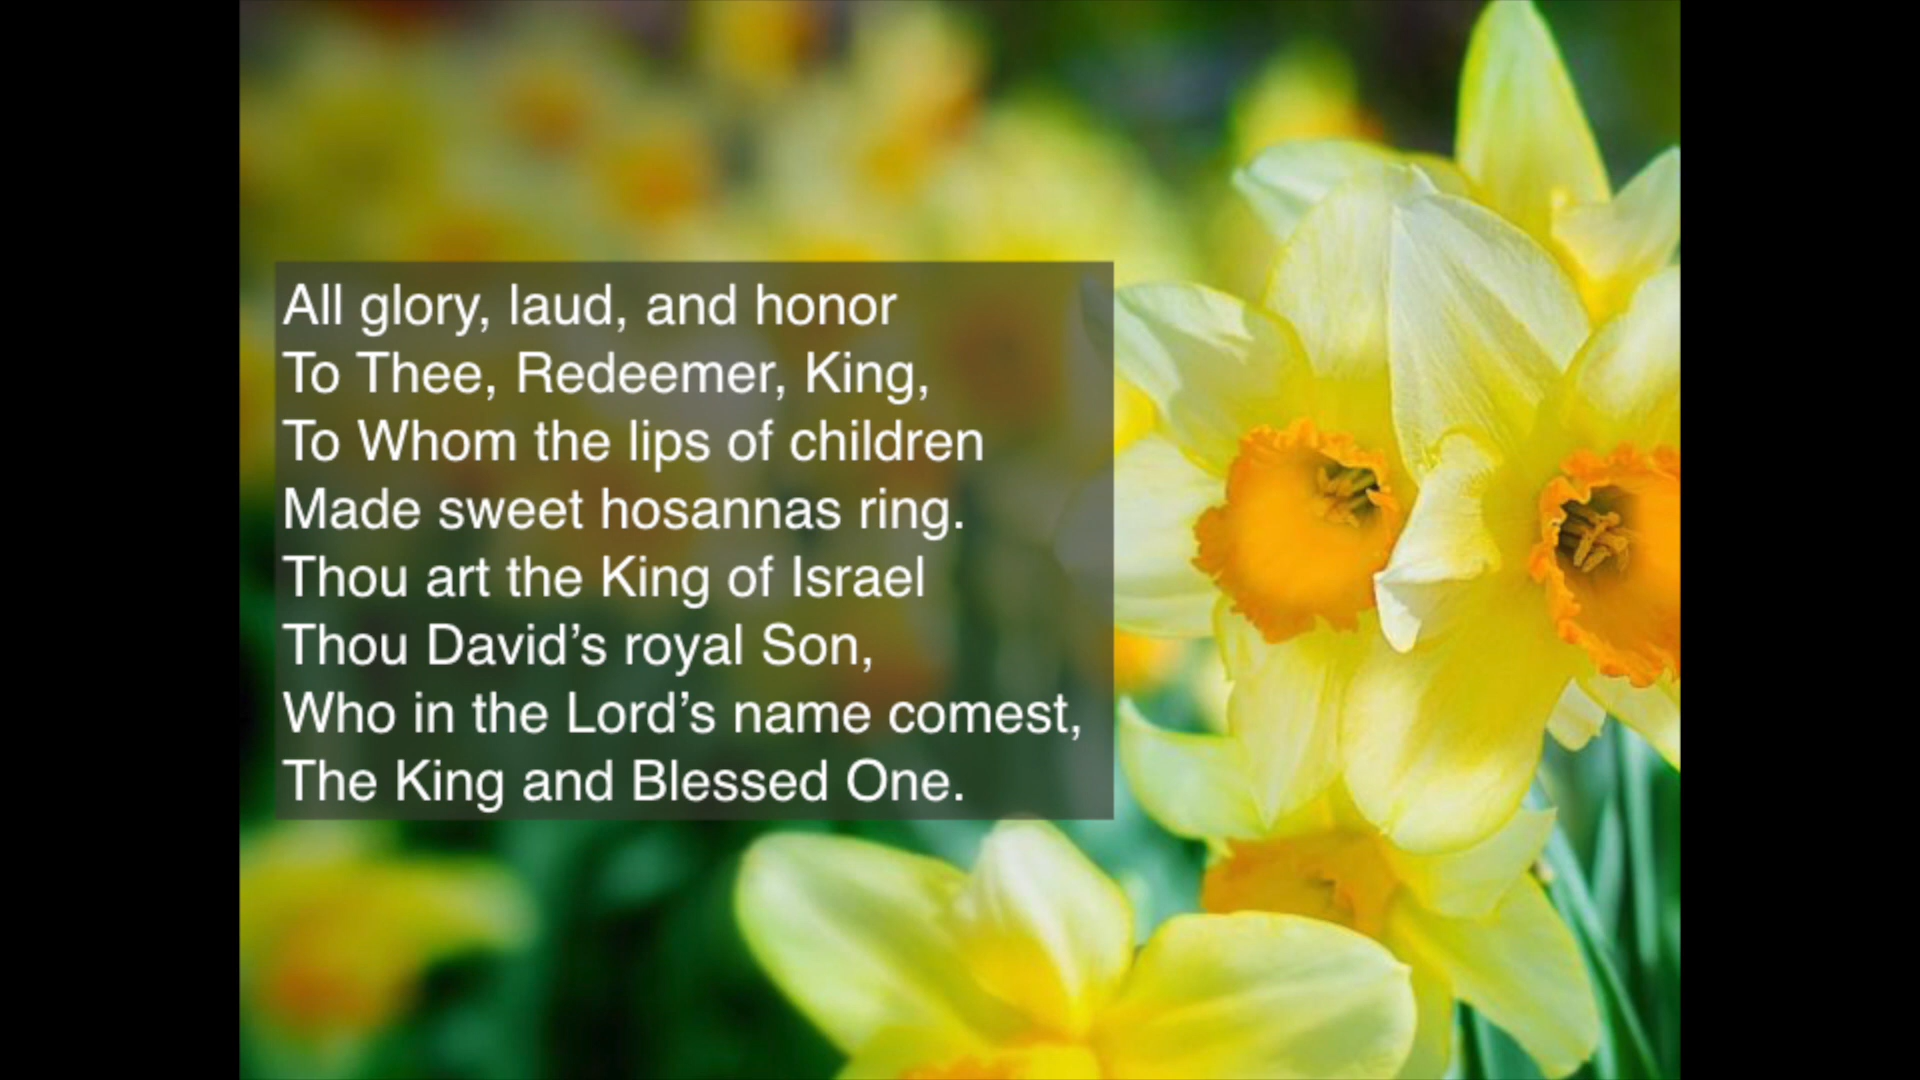 All glory, laud, and honor
To Thee, Redeemer, King,
To Whom the lips of children
Made sweet hosannas ring.
Thou art the King of Israel
Thou David’s royal Son,
Who in the Lord’s name comest,
The King and Blessed One.